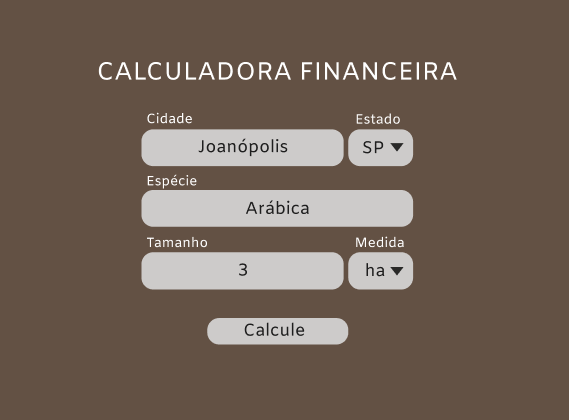 CALCULADORA FINANCEIRA
Cidade Estado
Joanópolis SP
Espécie
Arábica
Tamanho Medida
3 ha
Calcule